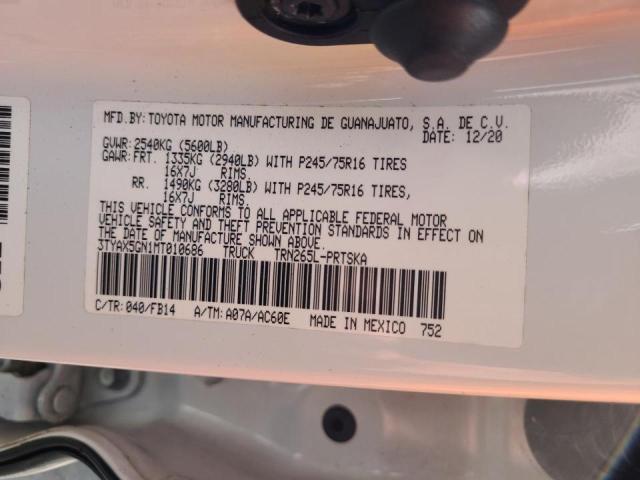 MFD.BY:TOYOTA MOTOR MANUFACTURING DE GUANAJUATO, S.A. DE C.V.
DATE: 12/20
GVWR: 2540KG (5600LB)
GAWR: FRT. 1335KG (2940LB) WITH P245/75R16 TIRES
16X7J RIMS,
RR. 1490KG (3280LB) WITH P245/75R16 TIRES,
16X7J RIMS,
THIS VEHICLE CONFORMS TO ALL APPLICABLE FEDERAL MOTOR
VEHICLE SAFETY AND THEFT PREVENTION STANDARDS IN EFFECT ON
THE DATE OF MANUFACTURE SHOWN ABOVE.
3TYAX5GN1MT010686 TRUCK TRN265L-PRTSKA
C/TR: 040/FB14 A/TM: A07A/AC60E MADE IN MEXICO 752